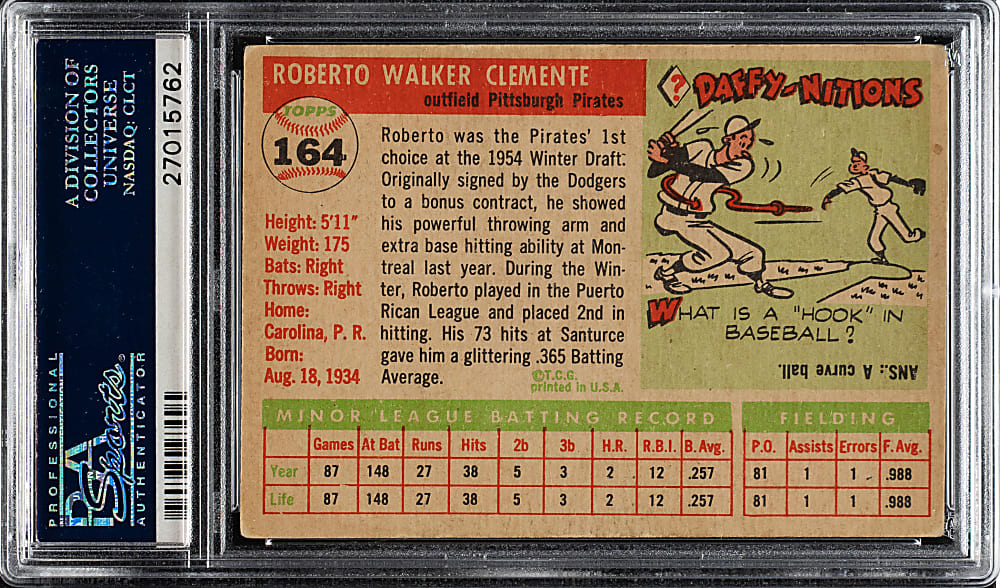 A DIVISION OF
COLLECTORS
UNIVERSE
NASDAQ: CLCT
27015762
PROFESSIONAL
PSA
Sports®
AUTHENTICATOR
ROBERTO WALKER CLEMENTE
outfield Pittsburgh Pirates
TOPPS
164
Height: 5'11"
Weight: 175
Bats: Right
Throws: Right
Home:
Carolina, P. R.
Born:
Aug. 18, 1934
Roberto was the Pirates' 1st
choice at the 1954 Winter Draft.
Originally signed by the Dodgers
to a bonus contract, he showed
his powerful throwing arm and
extra base hitting ability at Mon-
treal last year. During the Win-
ter, Roberto played in the Puerto
Rican League and placed 2nd in
hitting. His 73 hits at Santurce
gave him a glittering .365 Batting
Average.
©T.C.G.
printed in U.S.A.
? DAFFY-NITIONS
WHAT IS A "HOOK" IN
BASEBALL?
ANS.: A curve ball.
MINOR LEAGUE BATTING RECORD FIELDING
Games At Bat Runs Hits 2b 3b H.R. R.B.I. B.Avg. P.O. Assists Errors F.Avg.
Year 87 148 27 38 5 3 2 12 .257 81 1 1 .988
Life 87 148 27 38 5 3 2 12 .257 81 1 1 .988